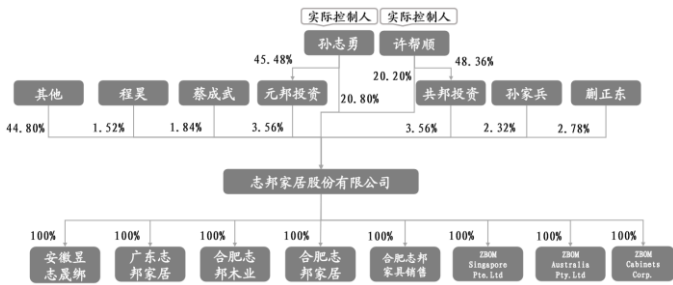 实际控制人 实际控制人
孙志勇 许帮顺
45.48% 48.36%
20.20%
其他 程昊 蔡成武 元邦投资 20.80% 共邦投资 孙家兵 蒯正东
44.80% 1.52% 1.84% 3.56% 3.56% 2.32% 2.78%
志邦家居股份有限公司
100% 100% 100% 100% 100% 100% 100% 100%
安徽昱志晟绑
广东志邦家居
合肥志邦木业
合肥志邦家居
合肥志邦家具销售
ZBOM
Singapore
Pte.Ltd
ZBOM
Australia
Pty.Ltd
ZBOM
Cabinets
Corp.